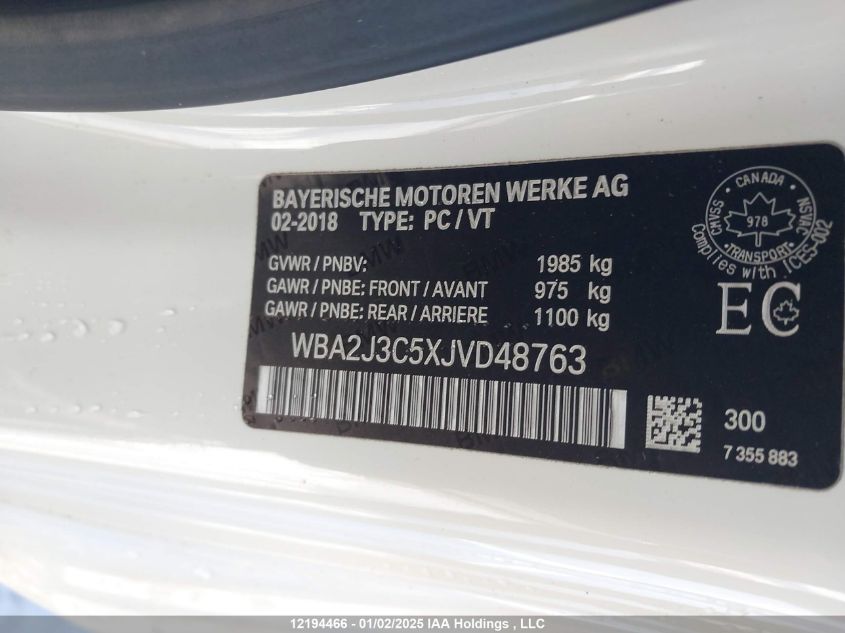 BAYERISCHE MOTOREN WERKE AG
02-2018 TYPE: PC / VT
GVWR / PNBV: 1985 kg
GAWR / PNBE: FRONT / AVANT 975 kg
GAWR / PNBE: REAR / ARRIERE 1100 kg
WBA2J3C5XJVD48763
CANADA
CMVSS
NSVAC
978
TRANSPORT
Complies with ICES-002
EC
300
7 355 883
BMW
12194466 - 01/02/2025 IAA Holdings , LLC